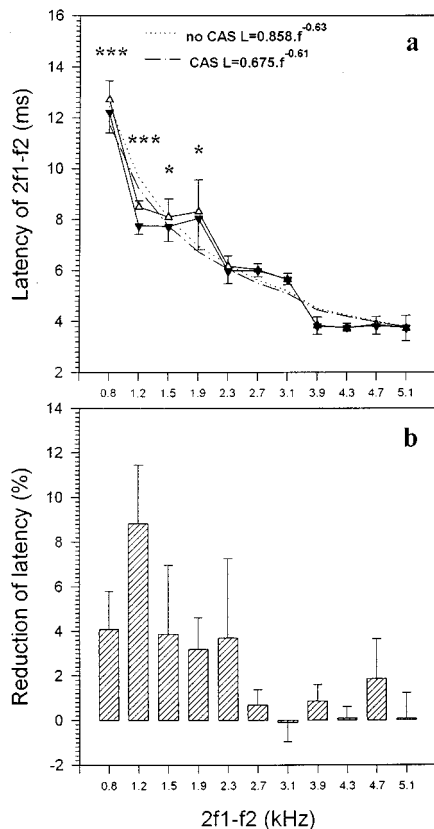 no CAS L=0.858.f^-0.63
a
CAS L=0.675.f^-0.61
***
***
*
*
Latency of 2f1-f2 (ms)
14
12
10
8
6
4
2
0.8 1.2 1.5 1.9 2.3 2.7 3.1 3.9 4.3 4.7 5.1
b
Reduction of latency (%)
14
12
10
8
6
4
2
0
-2
0.8 1.2 1.5 1.9 2.3 2.7 3.1 3.9 4.3 4.7 5.1
2f1-f2 (kHz)